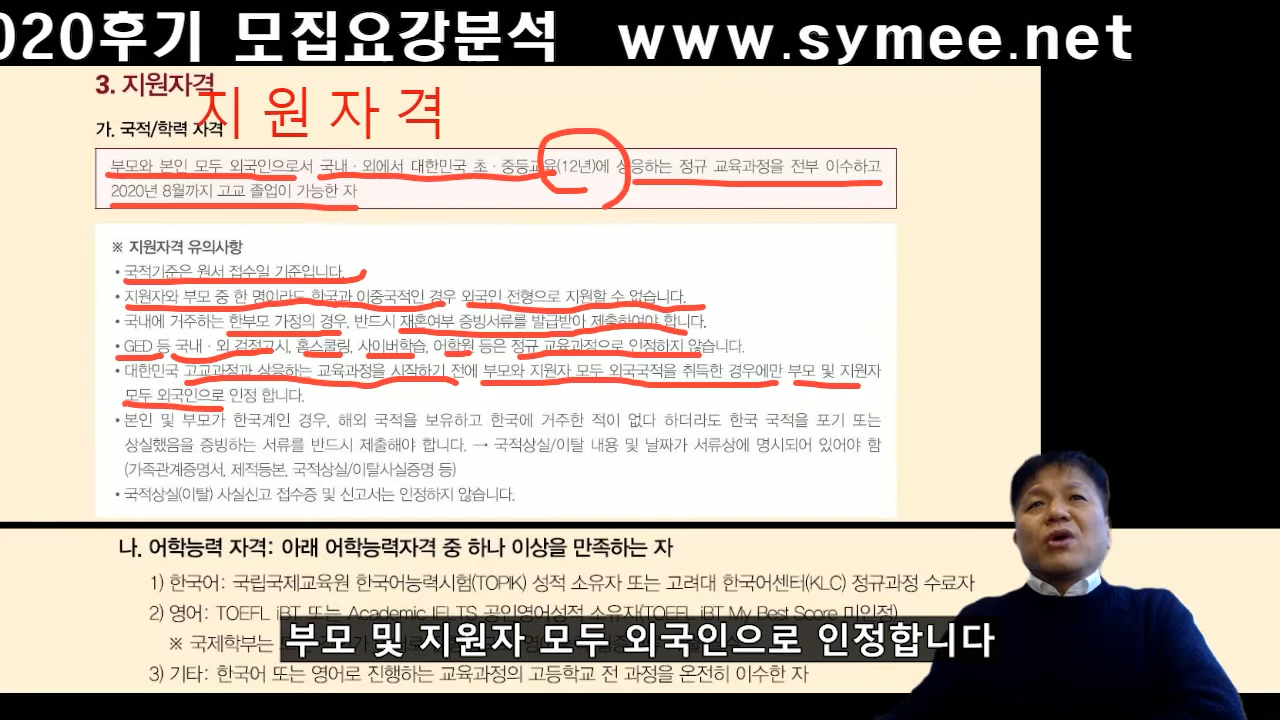 020후기 모집요강분석 www.symee.net
3. 지원자격
지원자격
가. 국적/학력 자격
부모와 본인 모두 외국인으로서 국내·외에서 대한민국 초·중등교육(12년)에 상응하는 정규 교육과정을 전부 이수하고
2020년 8월까지 고교 졸업이 가능한 자
※ 지원자격 유의사항
• 국적기준은 원서 접수일 기준입니다.
• 지원자와 부모 중 한 명이라도 한국과 이중국적인 경우 외국인 전형으로 지원할 수 없습니다.
• 국내에 거주하는 한부모 가정의 경우, 반드시 재혼여부 증빙서류를 발급받아 제출하여야 합니다.
• GED 등 국내·외 검정고시, 홈스쿨링, 사이버학습, 어학원 등은 정규 교육과정으로 인정하지 않습니다.
• 대한민국 고교과정과 상응하는 교육과정을 시작하기 전에 부모와 지원자 모두 외국국적을 취득한 경우에만 부모 및 지원자
모두 외국인으로 인정 합니다.
• 본인 및 부모가 한국계인 경우, 해외 국적을 보유하고 한국에 거주한 적이 없다 하더라도 한국 국적을 포기 또는
상실했음을 증빙하는 서류를 반드시 제출해야 합니다. → 국적상실/이탈 내용 및 날짜가 서류상에 명시되어 있어야 함
(가족관계증명서, 제적등본, 국적상실/이탈사실증명 등)
• 국적상실(이탈) 사실신고 접수증 및 신고서는 인정하지 않습니다.
나. 어학능력 자격: 아래 어학능력자격 중 하나 이상을 만족하는 자
1) 한국어: 국립국제교육원 한국어능력시험(TOPIK) 성적 소유자 또는 고려대 한국어센터(KLC) 정규과정 수료자
2) 영어: TOEFL iBT 또는 Academic IELTS 공인영어성적 소유자(TOEFL iBT My Best Score 미인정)
※ 국제학부는
부모 및 지원자 모두 외국인으로 인정합니다
3) 기타: 한국어 또는 영어로 진행하는 교육과정의 고등학교 전 과정을 온전히 이수한 자